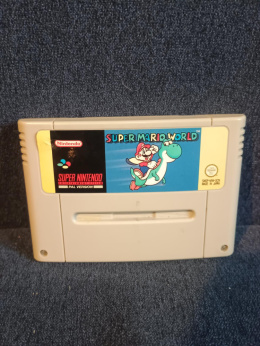 Nintendo
SUPER MARIO WORLD
SUPER NINTENDO
PAL VERSION